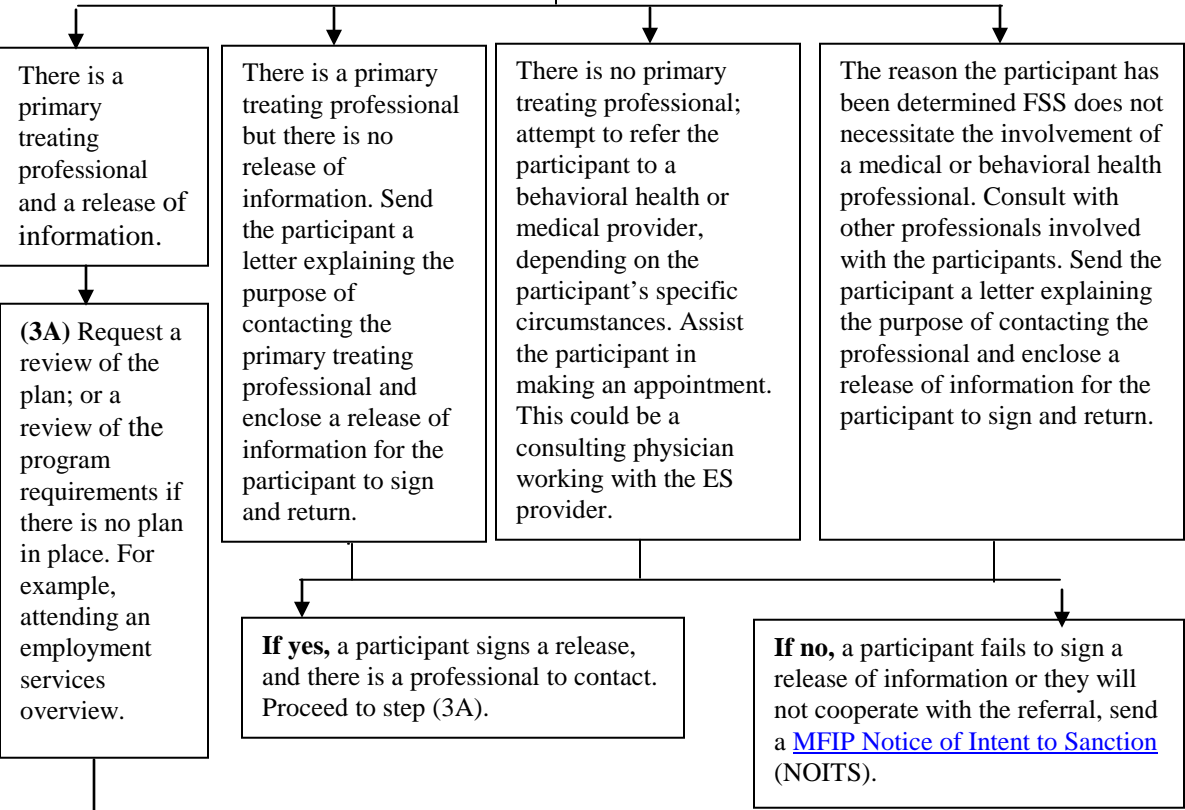 There is a
primary
treating
professional
and a release of
information.
(3A) Request a
review of the
plan; or a
review of the
program
requirements if
there is no plan
in place. For
example,
attending an
employment
services
overview.
There is a primary
treating professional
but there is no
release of
information. Send
the participant a
letter explaining the
purpose of
contacting the
primary treating
professional and
enclose a release of
information for the
participant to sign
and return.
There is no primary
treating professional;
attempt to refer the
participant to a
behavioral health or
medical provider,
depending on the
participant’s specific
circumstances. Assist
the participant in
making an appointment.
This could be a
consulting physician
working with the ES
provider.
The reason the participant has
been determined FSS does not
necessitate the involvement of
a medical or behavioral health
professional. Consult with
other professionals involved
with the participants. Send the
participant a letter explaining
the purpose of contacting the
professional and enclose a
release of information for the
participant to sign and return.
If yes, a participant signs a release,
and there is a professional to contact.
Proceed to step (3A).
If no, a participant fails to sign a
release of information or they will
not cooperate with the referral, send
a MFIP Notice of Intent to Sanction
(NOITS).